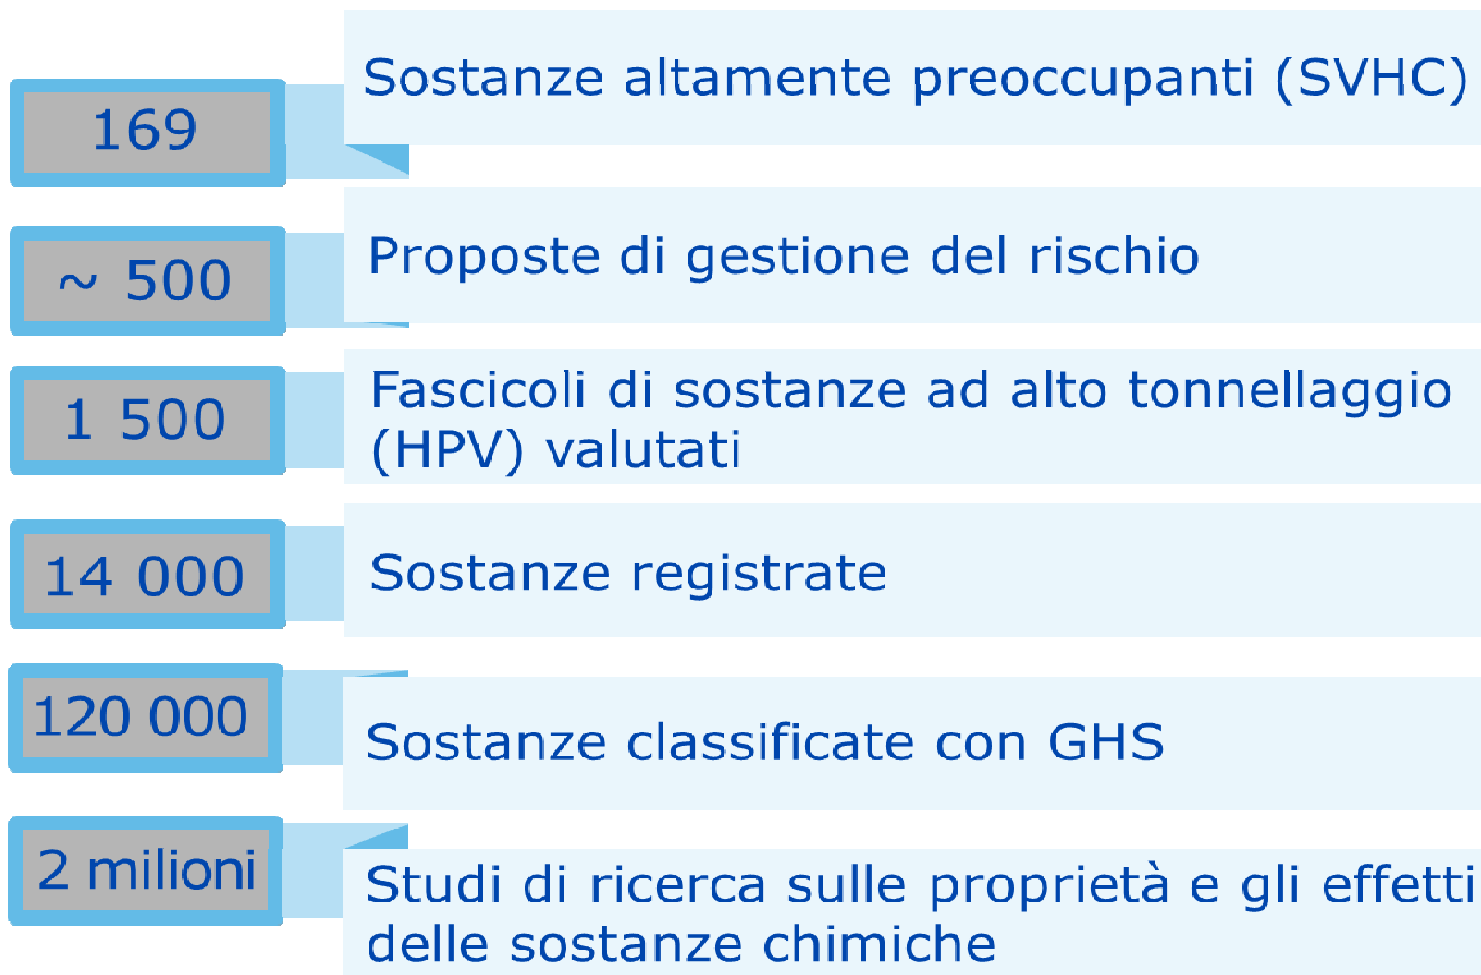 169
Sostanze altamente preoccupanti (SVHC)
~ 500
Proposte di gestione del rischio
1 500
Fascicoli di sostanze ad alto tonnellaggio
(HPV) valutati
14 000
Sostanze registrate
120 000
Sostanze classificate con GHS
2 milioni
Studi di ricerca sulle proprietà e gli effetti
delle sostanze chimiche